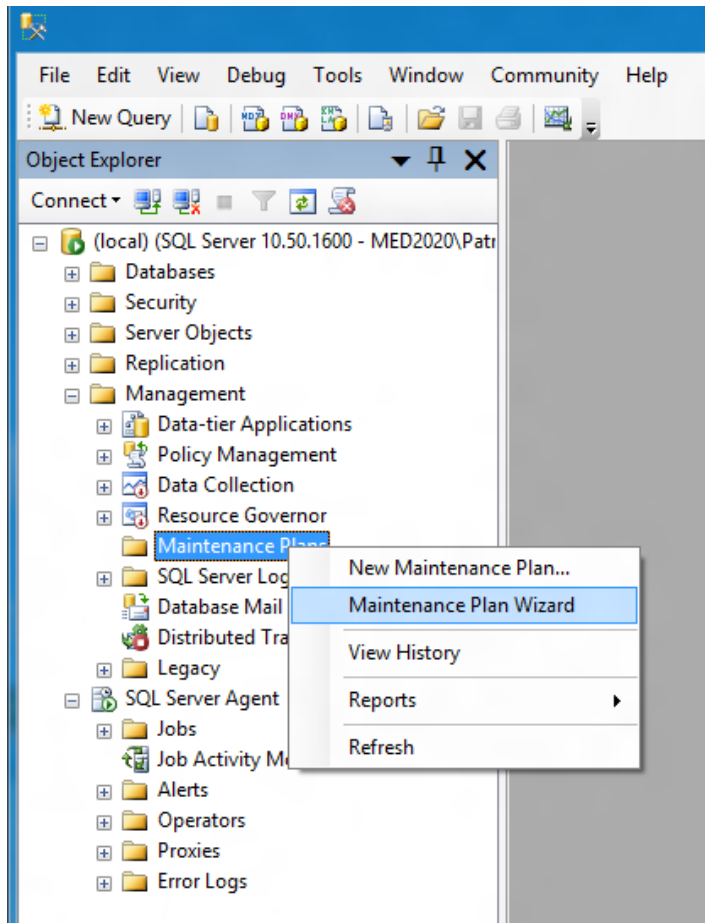 File Edit View Debug Tools Window Community Help
New Query
Object Explorer
Connect
(local) (SQL Server 10.50.1600 - MED2020\Patr
Databases
Security
Server Objects
Replication
Management
Data-tier Applications
Policy Management
Data Collection
Resource Governor
Maintenance Plans
SQL Server Log
Database Mail
Distributed Tra
Legacy
SQL Server Agent
Jobs
Job Activity Mo
Alerts
Operators
Proxies
Error Logs
New Maintenance Plan...
Maintenance Plan Wizard
View History
Reports
Refresh